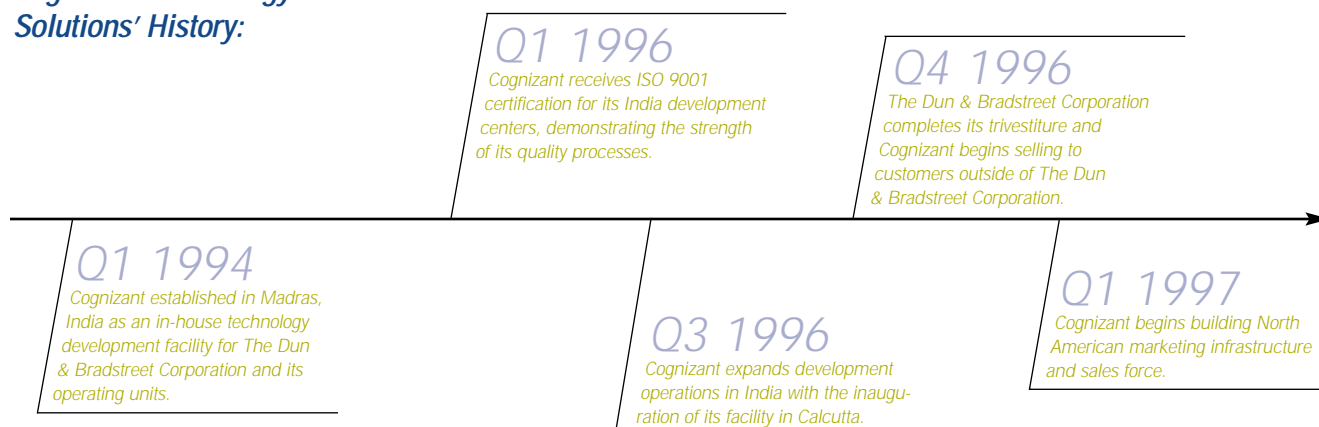 Solutions' History:
Q1 1996
Cognizant receives ISO 9001
certification for its India development
centers, demonstrating the strength
of its quality processes.
Q4 1996
The Dun & Bradstreet Corporation
completes its trivestiture and
Cognizant begins selling to
customers outside of The Dun
& Bradstreet Corporation.
Q1 1994
Cognizant established in Madras,
India as an in-house technology
development facility for The Dun
& Bradstreet Corporation and its
operating units.
Q3 1996
Cognizant expands development
operations in India with the inaugu-
ration of its facility in Calcutta.
Q1 1997
Cognizant begins building North
American marketing infrastructure
and sales force.